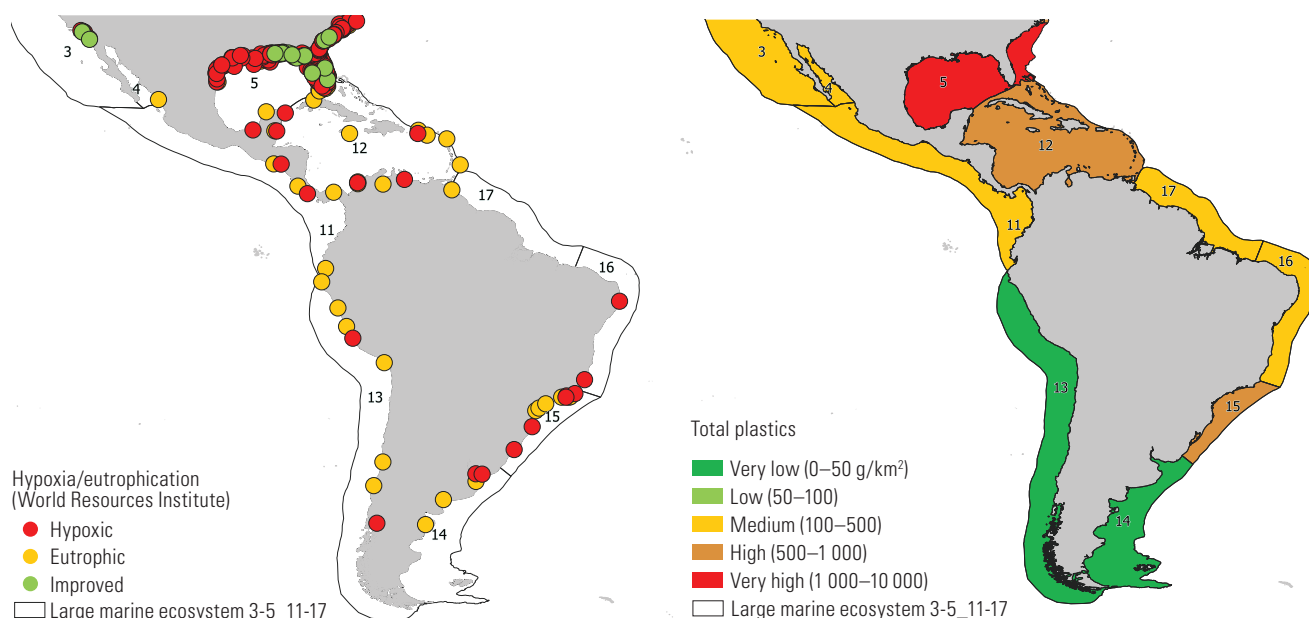 3
4
5
12
17
11
16
13
15
14
Hypoxia/eutrophication
(World Resources Institute)
Hypoxic
Eutrophic
Improved
Large marine ecosystem 3-5_11-17
3
4
5
12
17
11
16
13
15
14
Total plastics
Very low (0–50 g/km²)
Low (50–100)
Medium (100–500)
High (500–1 000)
Very high (1 000–10 000)
Large marine ecosystem 3-5_11-17